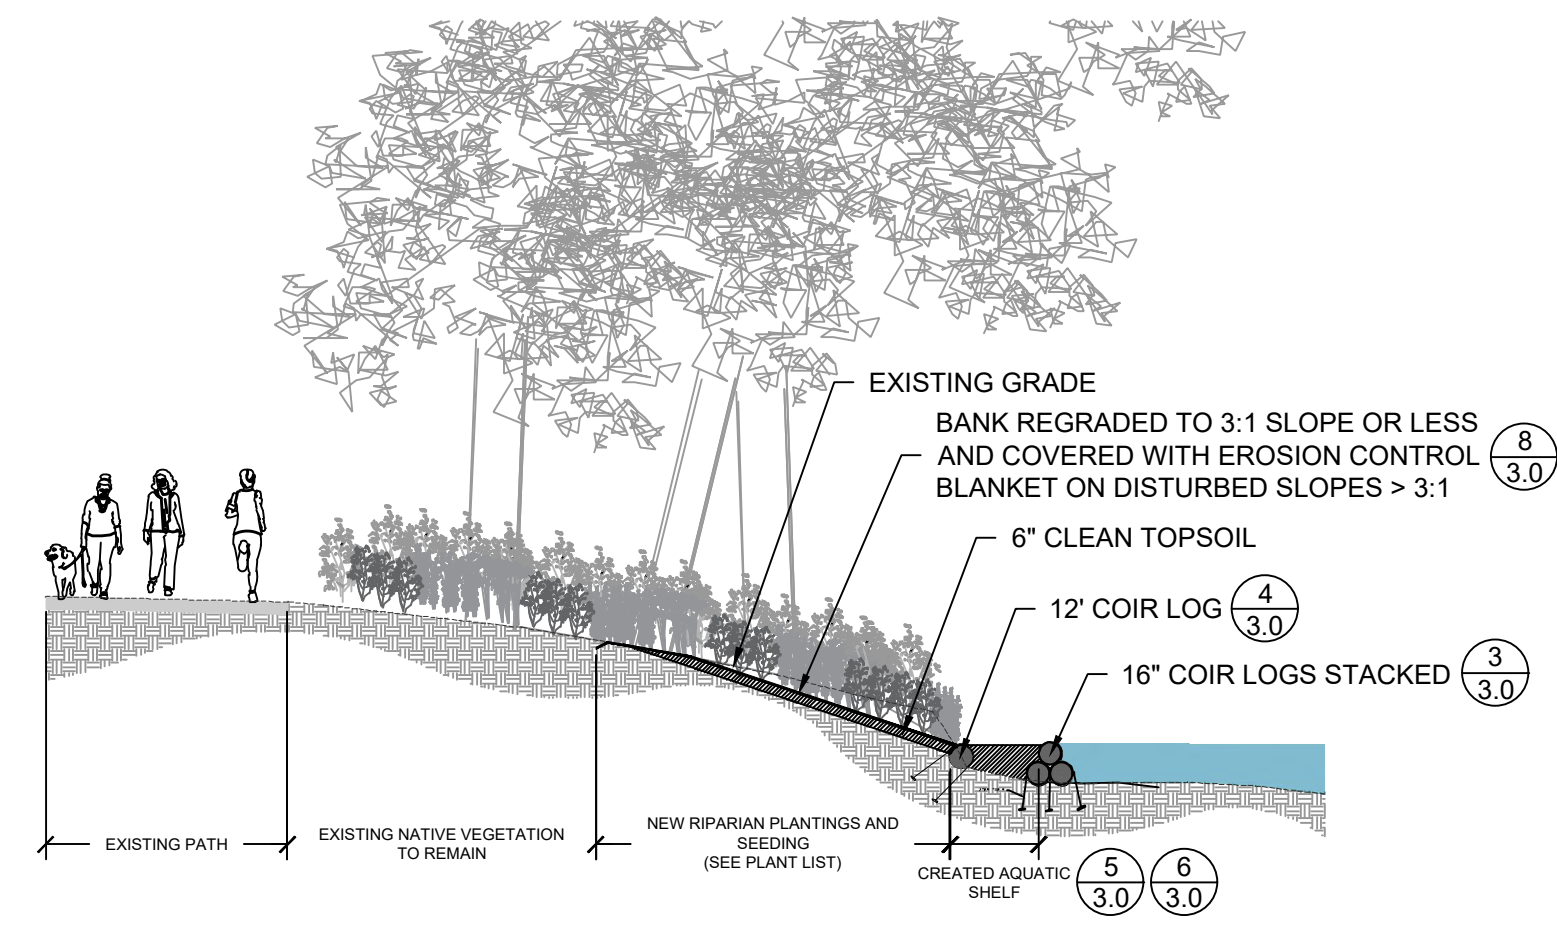 EXISTING GRADE
BANK REGRADED TO 3:1 SLOPE OR LESS
AND COVERED WITH EROSION CONTROL
BLANKET ON DISTURBED SLOPES > 3:1
8
3.0
6" CLEAN TOPSOIL
12' COIR LOG
4
3.0
16" COIR LOGS STACKED
3
3.0
EXISTING PATH
EXISTING NATIVE VEGETATION
TO REMAIN
NEW RIPARIAN PLANTINGS AND
SEEDING
(SEE PLANT LIST)
CREATED AQUATIC
SHELF
5
3.0
6
3.0